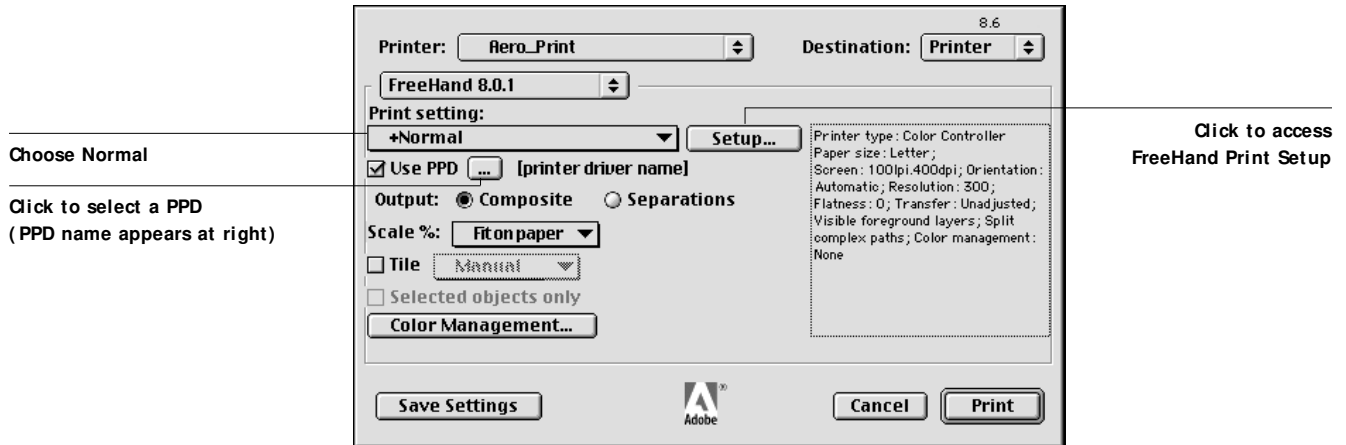 8.6
Printer: Aero_Print Destination: Printer
FreeHand 8.0.1
Print setting:
+Normal Setup...
Use PPD ... [printer driver name]
Output: Composite Separations
Scale %: Fit on paper
Tile Manual
Selected objects only
Color Management...
Printer type: Color Controller
Paper size: Letter;
Screen: 100lpi.400dpi; Orientation:
Automatic; Resolution: 300;
Flatness: 0; Transfer: Unadjusted;
Visible foreground layers; Split
complex paths; Color management:
None
Save Settings Adobe ® Cancel Print
Choose Normal
Click to select a PPD
(PPD name appears at right)
Click to access
FreeHand Print Setup